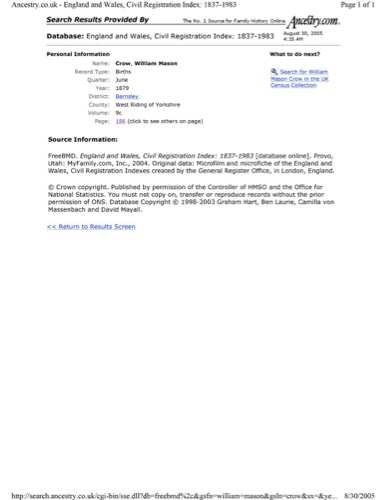 Ancestry.co.uk - England and Wales, Civil Registration Index: 1837-1983 Page 1 of 1
Search Results Provided By The No. 1 Source for Family History Online Ancestry.com.
Database: England and Wales, Civil Registration Index: 1837-1983 August 30, 2005 4:35 AM
Personal Information What to do next?
Name: Crow, William Mason
Record Type: Births
Quarter: June
Year: 1879
District: Barnsley
County: West Riding of Yorkshire
Volume: 9c
Page: 186 (click to see others on page)
Search for William
Mason Crow in the UK
Census Collection
Source Information:
FreeBMD. England and Wales, Civil Registration Index: 1837-1983 [database online]. Provo,
Utah: MyFamily.com, Inc., 2004. Original data: Microfilm and microfiche of the England and
Wales, Civil Registration Indexes created by the General Register Office, in London, England.
© Crown copyright. Published by permission of the Controller of HMSO and the Office for
National Statistics. You must not copy on, transfer or reproduce records without the prior
permission of ONS. Database Copyright © 1998-2003 Graham Hart, Ben Laurie, Camilla von
Massenbach and David Mayall.
<< Return to Results Screen
http://search.ancestry.co.uk/cgi-bin/sse.dll?db=freebmd%2c&gsfn=william+mason&gsln=crow&sx=&ye... 8/30/2005